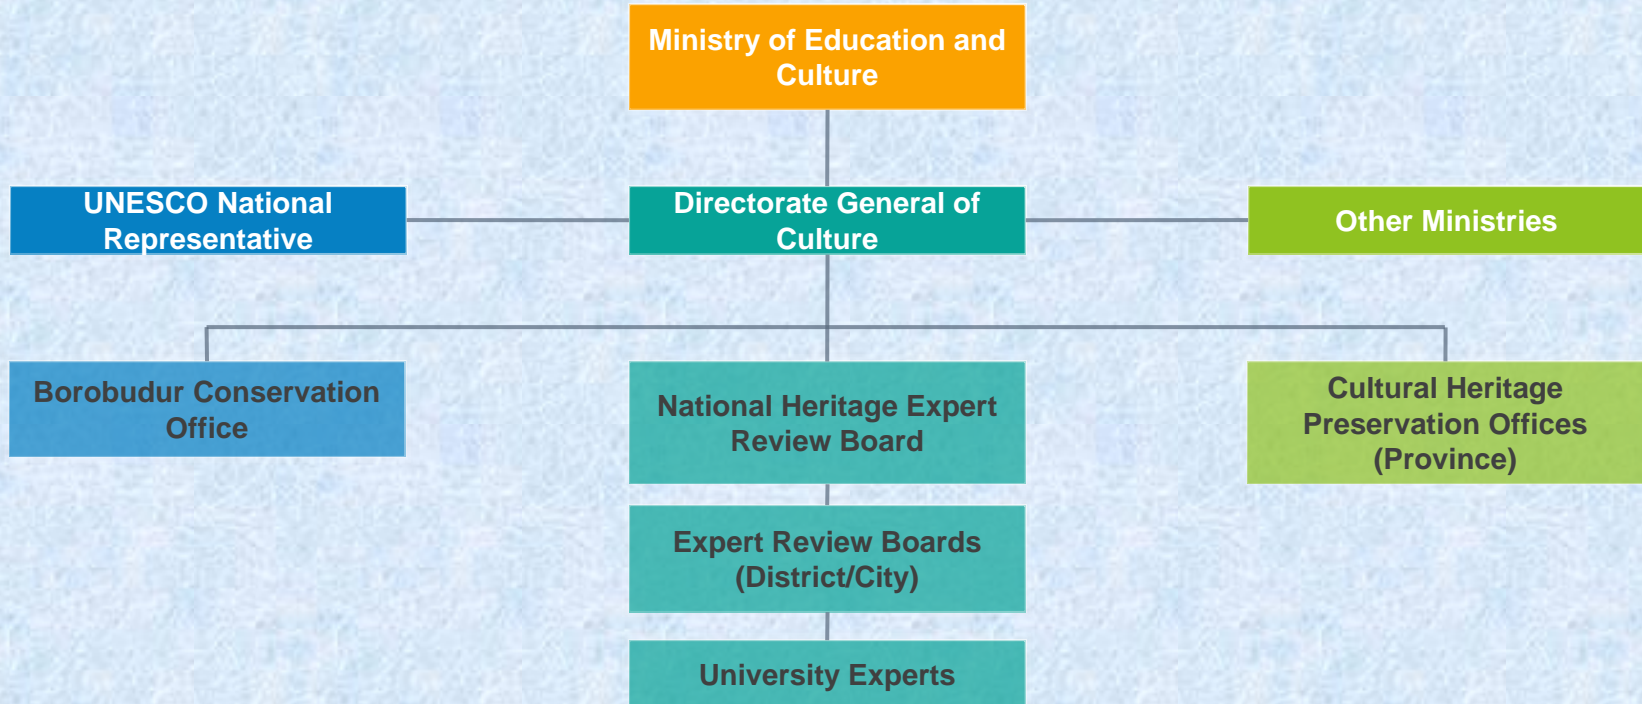 Ministry of Education and
Culture
UNESCO National
Representative
Directorate General of
Culture
Other Ministries
Borobudur Conservation
Office
National Heritage Expert
Review Board
Cultural Heritage
Preservation Offices
(Province)
Expert Review Boards
(District/City)
University Experts